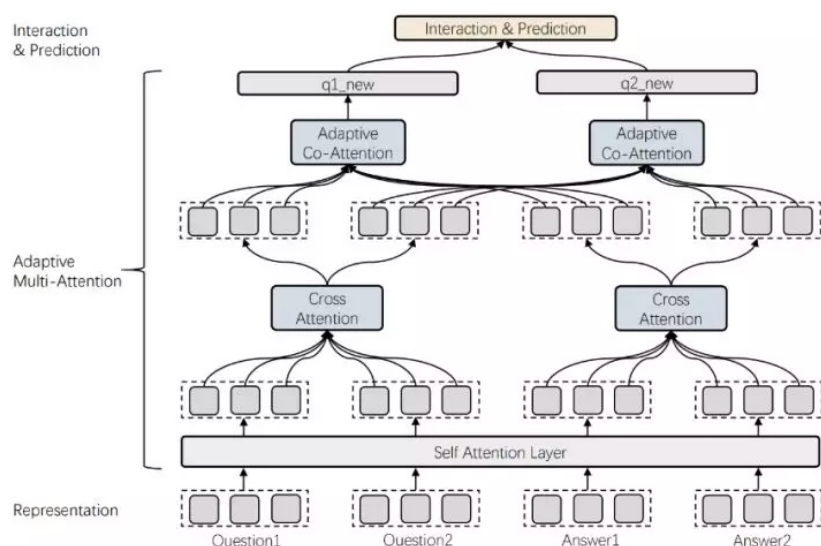 Interaction
& Prediction
Interaction & Prediction
q1_new
q2_new
Adaptive
Co-Attention
Adaptive
Co-Attention
Adaptive
Multi-Attention
Cross
Attention
Cross
Attention
Self Attention Layer
Representation
Question1
Question2
Answer1
Answer2